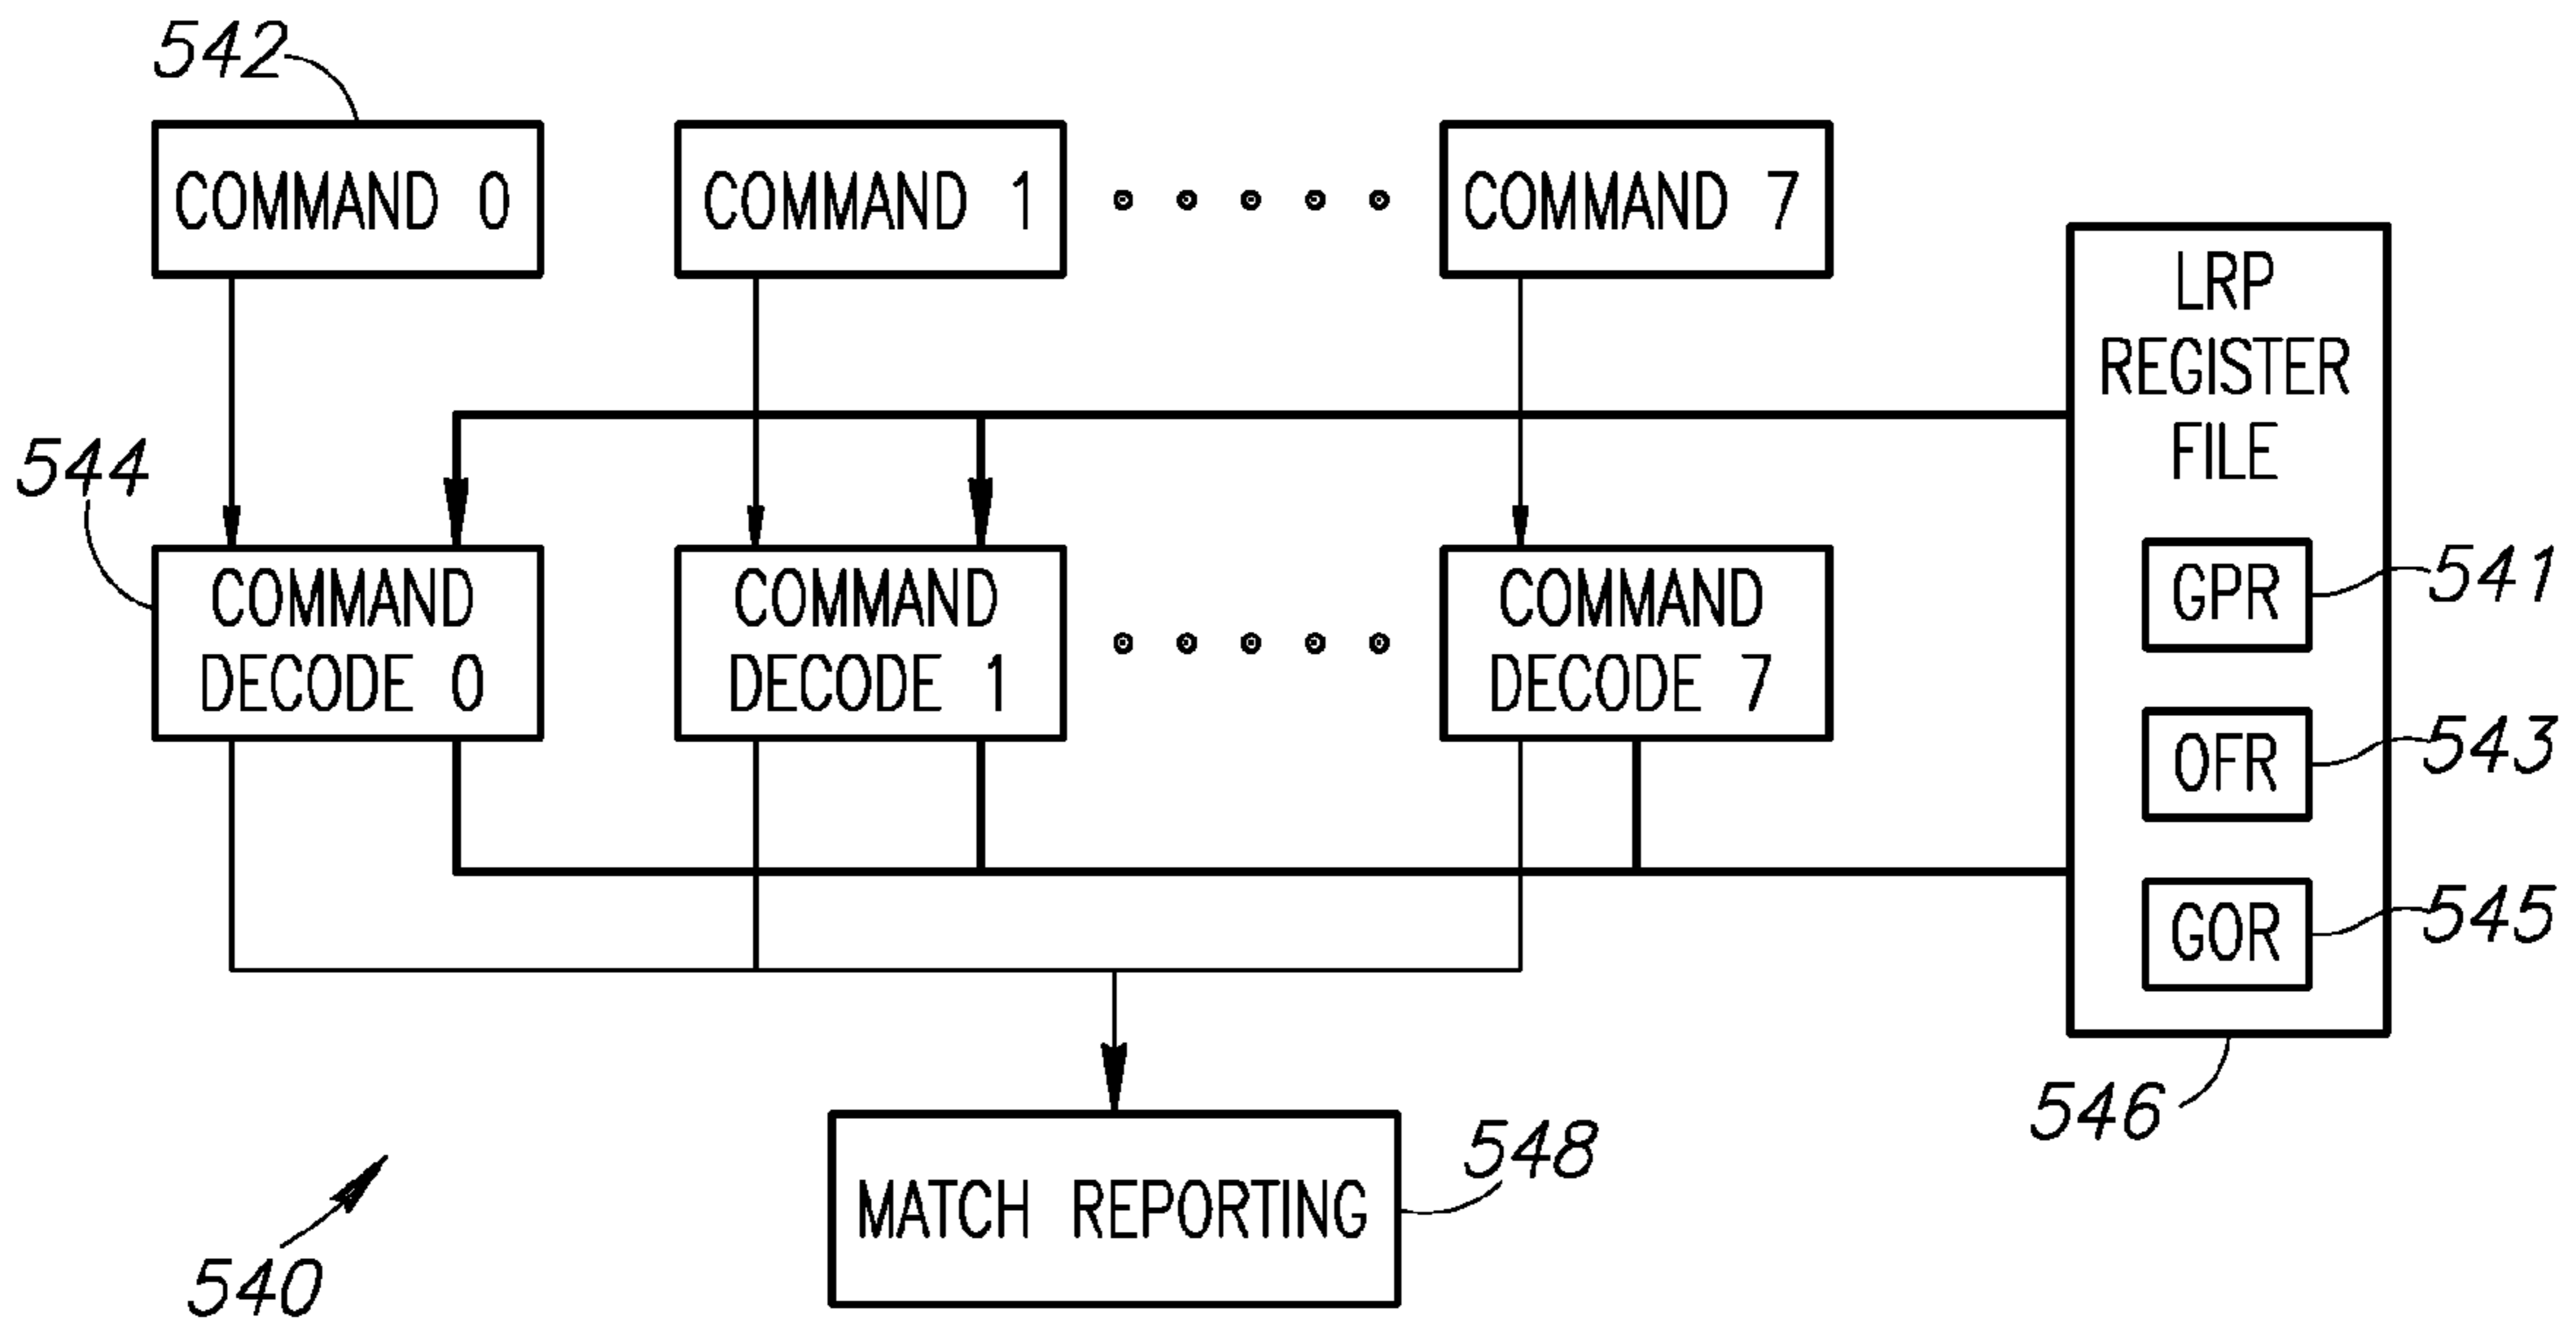 542
COMMAND 0
COMMAND 1
COMMAND 7
LRP
REGISTER
FILE
544
COMMAND
DECODE 0
COMMAND
DECODE 1
COMMAND
DECODE 7
GPR
541
OFR
543
GOR
545
546
MATCH REPORTING
548
540